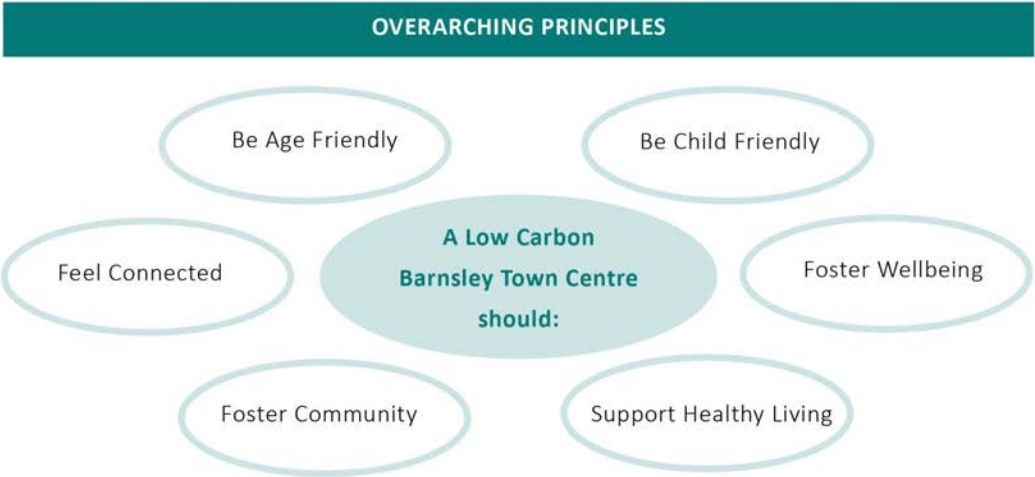 OVERARCHING PRINCIPLES
Be Age Friendly
Be Child Friendly
A Low Carbon
Barnsley Town Centre
should:
Feel Connected
Foster Wellbeing
Foster Community
Support Healthy Living